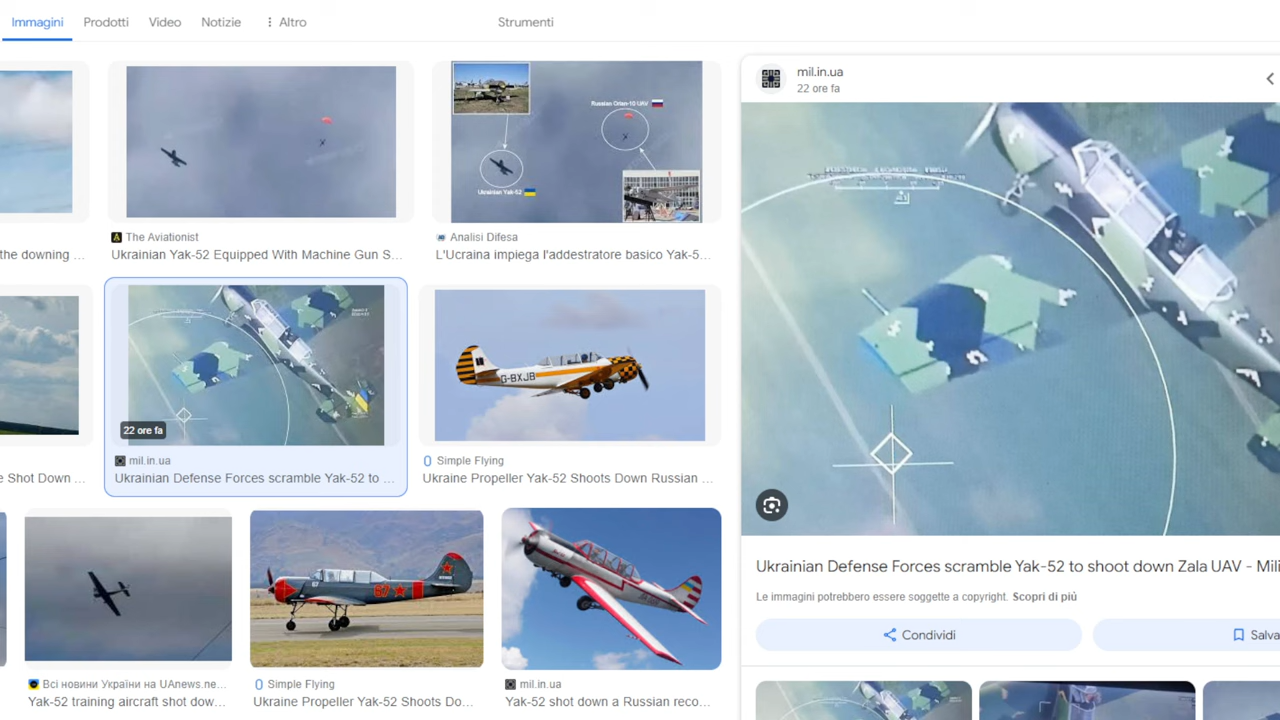 Immagini Prodotti Video Notizie Altro Strumenti
mil.in.ua
22 ore fa
Russian Orlan-10 UAV
Ukrainian Yak-52
The Aviationist
Analisi Difesa
the downing ...
Ukrainian Yak-52 Equipped With Machine Gun S...
L'Ucraina impiega l'addestratore basico Yak-5...
G-BXJB
22 ore fa
mil.in.ua
Simple Flying
e Shot Down ...
Ukrainian Defense Forces scramble Yak-52 to ...
Ukraine Propeller Yak-52 Shoots Down Russian ...
67
Всі новини України на UAnews.ne...
Simple Flying
mil.in.ua
Yak-52 training aircraft shot dow...
Ukraine Propeller Yak-52 Shoots Do...
Yak-52 shot down a Russian reco...
Ukrainian Defense Forces scramble Yak-52 to shoot down Zala UAV - Mili
Le immagini potrebbero essere soggette a copyright. Scopri di più
Condividi
Salva